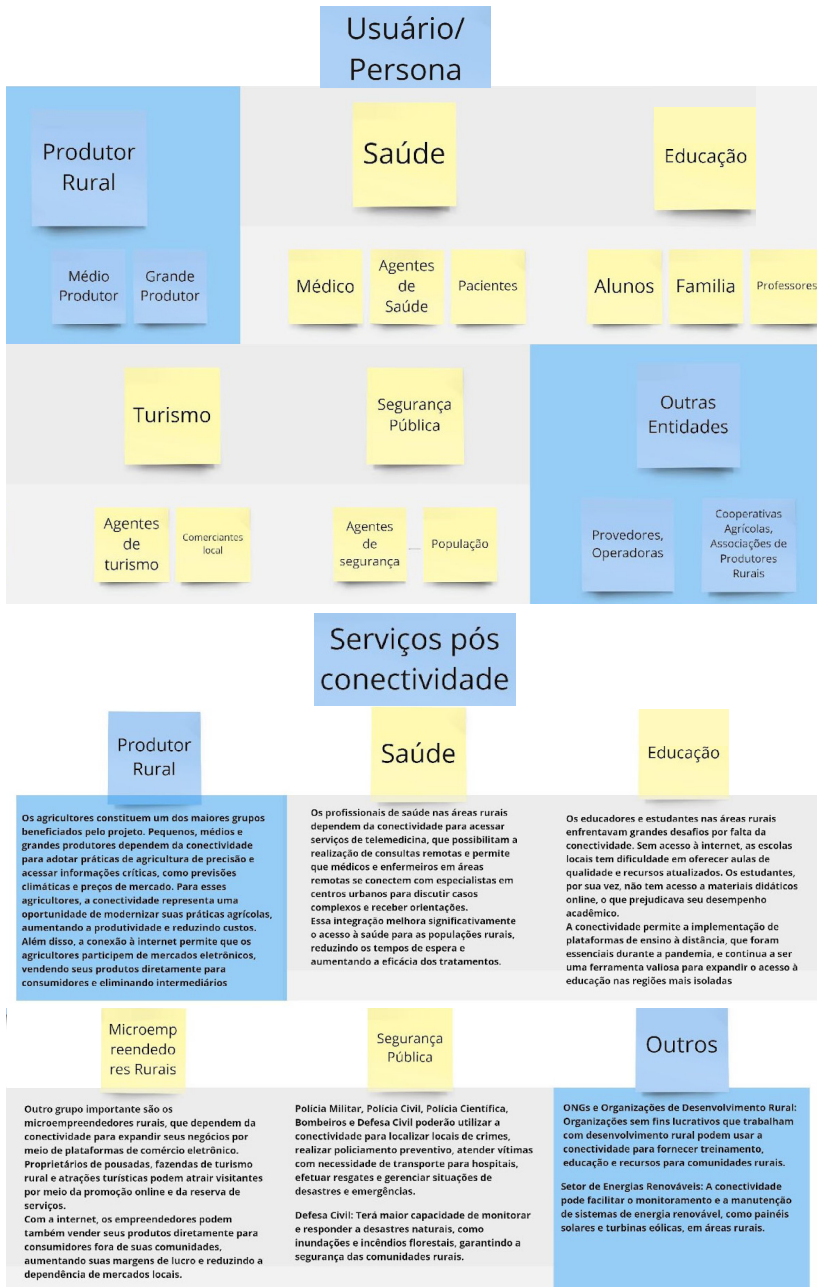 Usuário/
Persona
Produtor
Rural
Saúde
Educação
Médio
Produtor
Grande
Produtor
Médico
Agentes
de
Saúde
Pacientes
Alunos
Familia
Professores
Turismo
Segurança
Pública
Outras
Entidades
Agentes
de
turismo
Comerciantes
local
Agentes
de
segurança
População
Provedores,
Operadoras
Cooperativas
Agrícolas,
Associações de
Produtores
Rurais
Serviços pós
conectividade
Produtor
Rural
Os agricultores constituem um dos maiores grupos
beneficiados pelo projeto. Pequenos, médios e
grandes produtores dependem da conectividade
para adotar práticas de agricultura de precisão e
acessar informações críticas, como previsões
climáticas e preços de mercado. Para esses
agricultores, a conectividade representa uma
oportunidade de modernizar suas práticas agrícolas,
aumentando a produtividade e reduzindo custos.
Além disso, a conexão à internet permite que os
agricultores participem de mercados eletrônicos,
vendendo seus produtos diretamente para
consumidores e eliminando intermediários
Saúde
Os profissionais de saúde nas áreas rurais
dependem da conectividade para acessar
serviços de telemedicina, que possibilitam a
realização de consultas remotas e permite
que médicos e enfermeiros em áreas
remotas se conectem com especialistas em
centros urbanos para discutir casos
complexos e receber orientações.
Essa integração melhora significativamente
o acesso à saúde para as populações rurais,
reduzindo os tempos de espera e
aumentando a eficácia dos tratamentos.
Educação
Os educadores e estudantes nas áreas rurais
enfrentavam grandes desafios por falta da
conectividade. Sem acesso à internet, as escolas
locais tem dificuldade em oferecer aulas de
qualidade e recursos atualizados. Os estudantes,
por sua vez, não tem acesso a materiais didáticos
online, o que prejudicava seu desempenho
acadêmico.
A conectividade permite a implementação de
plataformas de ensino à distância, que foram
essenciais durante a pandemia, e continua a ser
uma ferramenta valiosa para expandir o acesso à
educação nas regiões mais isoladas
Microemp
reendedo
res Rurais
Outro grupo importante são os
microempreendedores rurais, que dependem da
conectividade para expandir seus negócios por
meio de plataformas de comércio eletrônico.
Proprietários de pousadas, fazendas de turismo
rural e atrações turísticas podem atrair visitantes
por meio da promoção online e da reserva de
serviços.
Com a internet, os empreendedores podem
também vender seus produtos diretamente para
consumidores fora de suas comunidades,
aumentando suas margens de lucro e reduzindo a
dependência de mercados locais.
Segurança
Pública
Polícia Militar, Polícia Civil, Polícia Científica,
Bombeiros e Defesa Civil poderão utilizar a
conectividade para localizar locais de crimes,
realizar policiamento preventivo, atender vítimas
com necessidade de transporte para hospitais,
efetuar resgates e gerenciar situações de
desastres e emergências.
Defesa Civil: Terá maior capacidade de monitorar
e responder a desastres naturais, como
inundações e incêndios florestais, garantindo a
segurança das comunidades rurais.
Outros
ONGs e Organizações de Desenvolvimento Rural:
Organizações sem fins lucrativos que trabalham
com desenvolvimento rural podem usar a
conectividade para fornecer treinamento,
educação e recursos para comunidades rurais.
Setor de Energias Renováveis: A conectividade
pode facilitar o monitoramento e a manutenção
de sistemas de energia renovável, como painéis
solares e turbinas eólicas, em áreas rurais.